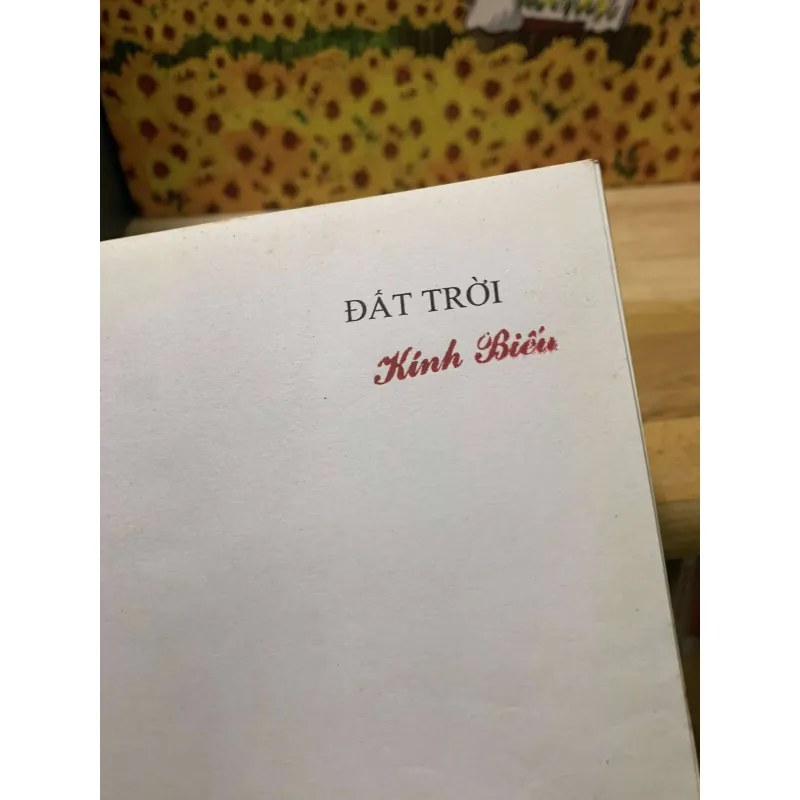 ĐẤT TRỜI
Kính Biếu